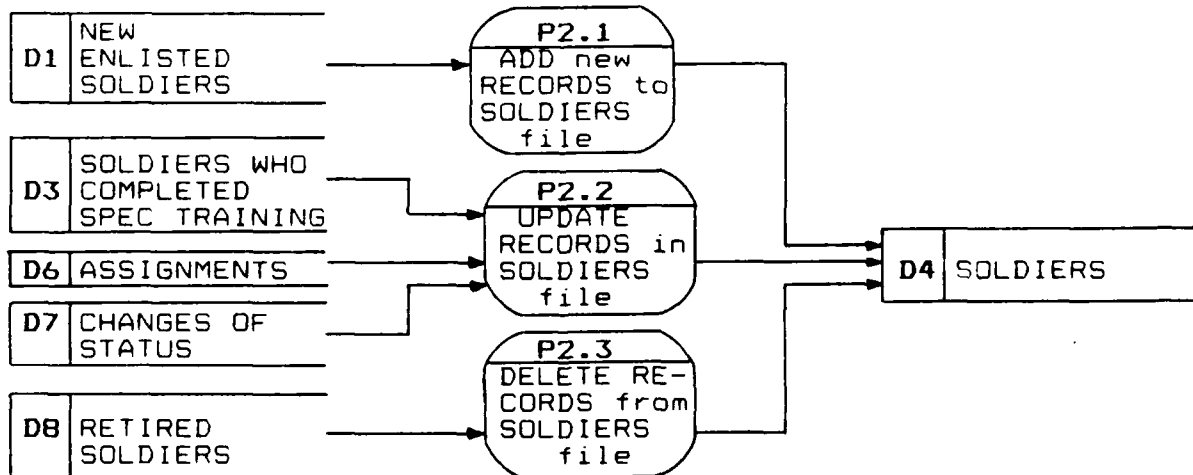 D1
NEW
ENLISTED
SOLDIERS
P2.1
ADD new
RECORDS to
SOLDIERS
file
D3
SOLDIERS WHO
COMPLETED
SPEC TRAINING
P2.2
UPDATE
RECORDS in
SOLDIERS
file
D6 ASSIGNMENTS
D7 CHANGES OF
STATUS
D4 SOLDIERS
P2.3
DELETE RE-
CORDS from
SOLDIERS
file
D8 RETIRED
SOLDIERS